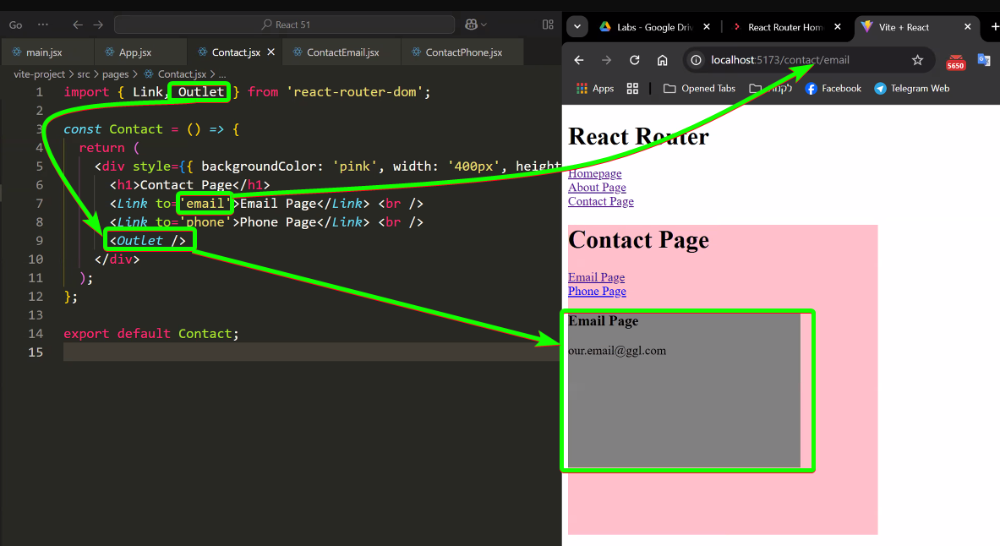 Go ··· React 51
main.jsx App.jsx Contact.jsx ContactEmail.jsx ContactPhone.jsx
vite-project > src > pages > Contact.jsx > ...
1 import { Link, Outlet } from 'react-router-dom';
2
3 const Contact = () => {
4 return (
5 <div style={{ backgroundColor: 'pink', width: '400px', height
6 <h1>Contact Page</h1>
7 <Link to='email'>Email Page</Link> <br />
8 <Link to='phone'>Phone Page</Link> <br />
9 <Outlet />
10 </div>
11 );
12 };
13
14 export default Contact;
15
Labs - Google Driv React Router Hom Vite + React
localhost:5173/contact/email
5650
Apps Opened Tabs Facebook Telegram Web
React Router
Homepage
About Page
Contact Page
Contact Page
Email Page
Phone Page
Email Page
our.email@ggl.com